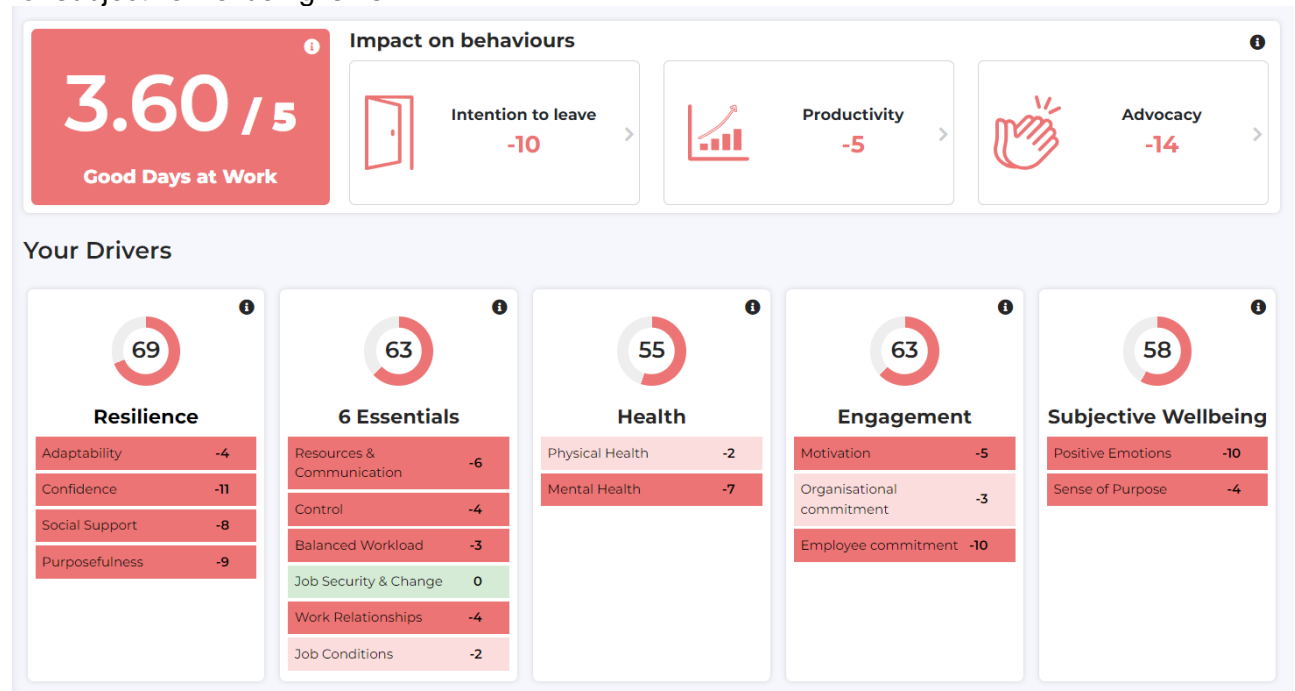 3.60 / 5
Good Days at Work
Impact on behaviours
Intention to leave
-10
Productivity
-5
Advocacy
-14
Your Drivers
69
Resilience
Adaptability -4
Confidence -11
Social Support -8
Purposefulness -9
63
6 Essentials
Resources &
Communication -6
Control -4
Balanced Workload -3
Job Security & Change 0
Work Relationships -4
Job Conditions -2
55
Health
Physical Health -2
Mental Health -7
63
Engagement
Motivation -5
Organisational
commitment -3
Employee commitment -10
58
Subjective Wellbeing
Positive Emotions -10
Sense of Purpose -4